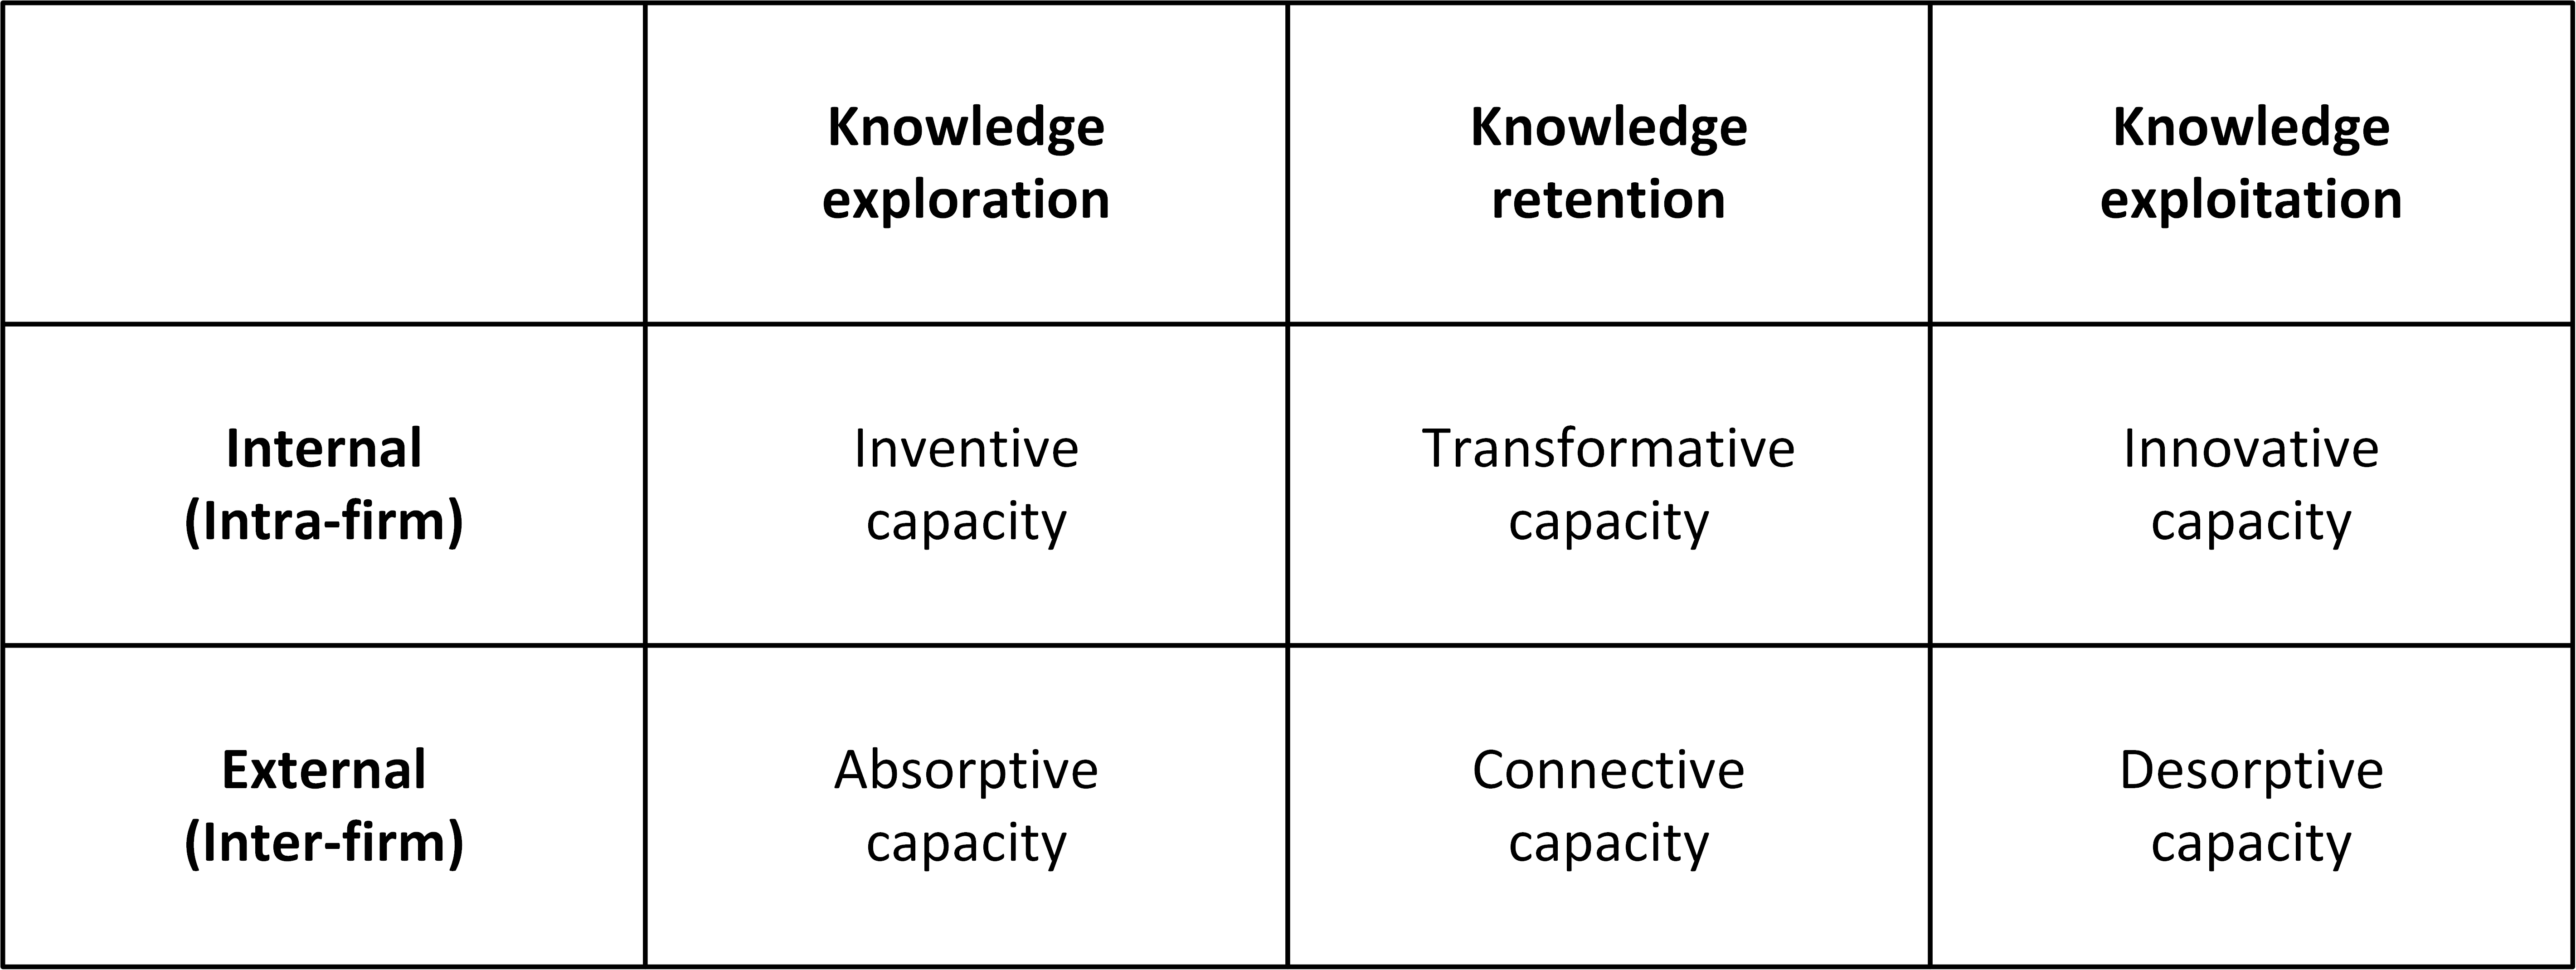 Knowledge
exploration
Knowledge
retention
Knowledge
exploitation
Internal
(Intra-firm)
Inventive
capacity
Transformative
capacity
Innovative
capacity
External
(Inter-firm)
Absorptive
capacity
Connective
capacity
Desorptive
capacity